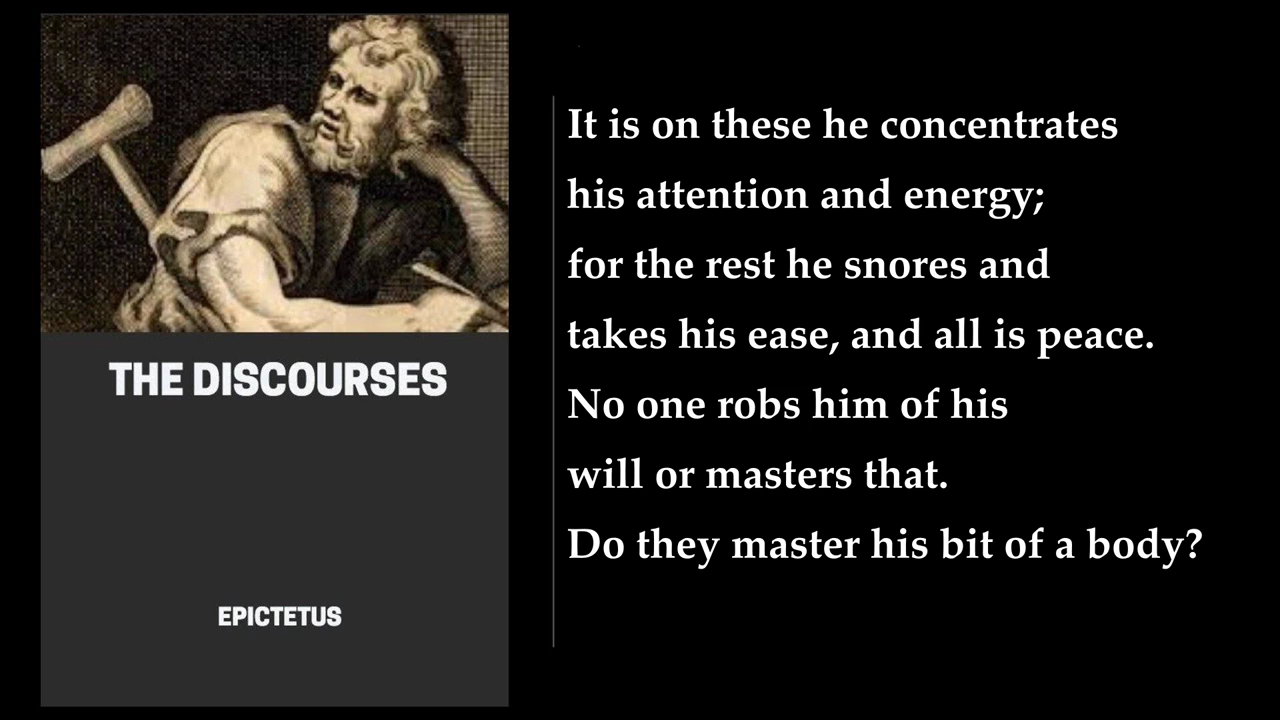 THE DISCOURSES
EPICTETUS
It is on these he concentrates
his attention and energy;
for the rest he snores and
takes his ease, and all is peace.
No one robs him of his
will or masters that.
Do they master his bit of a body?